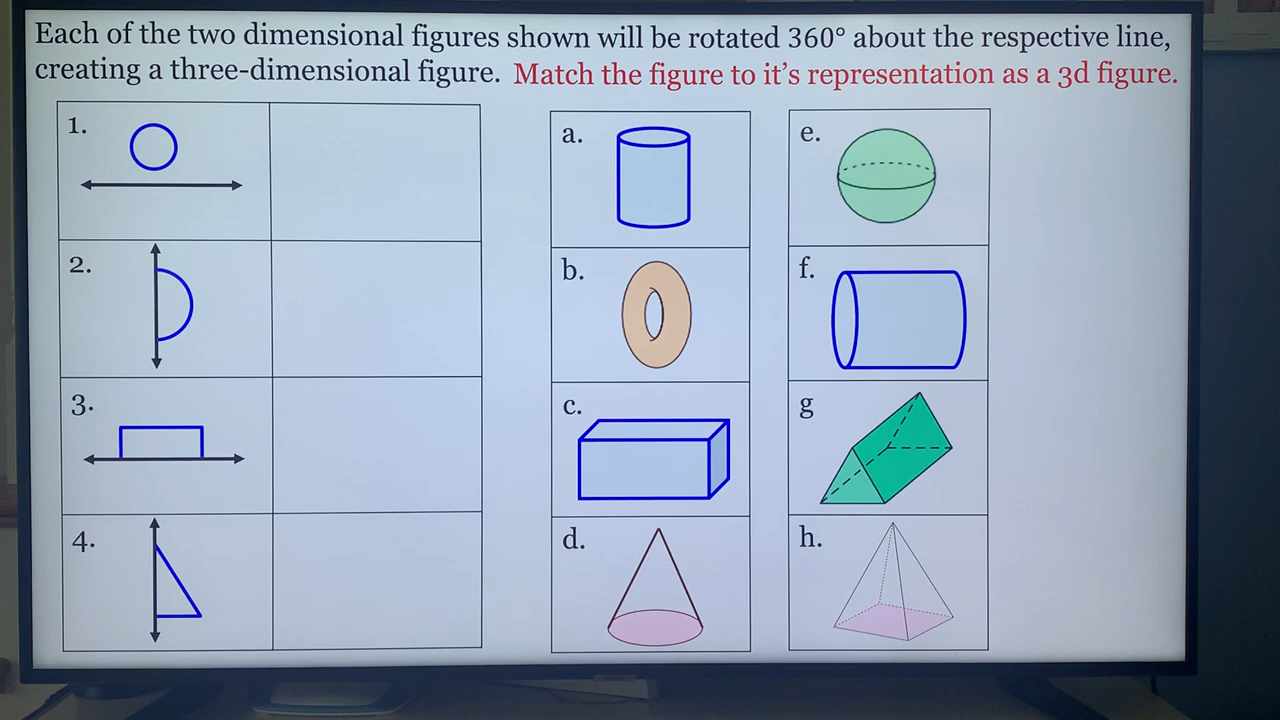 Each of the two dimensional figures shown will be rotated 360° about the respective line,
creating a three-dimensional figure. Match the figure to it's representation as a 3d figure.
1.
2.
3.
4.
a.
b.
c.
d.
e.
f.
g
h.